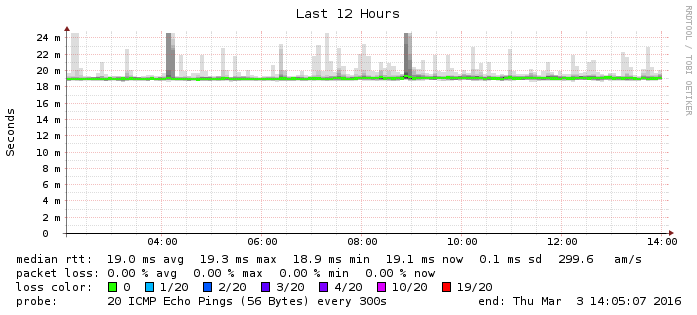 Last 12 Hours
RRDTOOL / TOBI OETIKER
Seconds
24 m
22 m
20 m
18 m
16 m
14 m
12 m
10 m
8 m
6 m
4 m
2 m
0
04:00 06:00 08:00 10:00 12:00 14:00
median rtt: 19.0 ms avg 19.3 ms max 18.9 ms min 19.1 ms now 0.1 ms sd 299.6 am/s
packet loss: 0.00 % avg 0.00 % max 0.00 % min 0.00 % now
loss color: 0 1/20 2/20 3/20 4/20 10/20 19/20
probe: 20 ICMP Echo Pings (56 Bytes) every 300s end: Thu Mar 3 14:05:07 2016